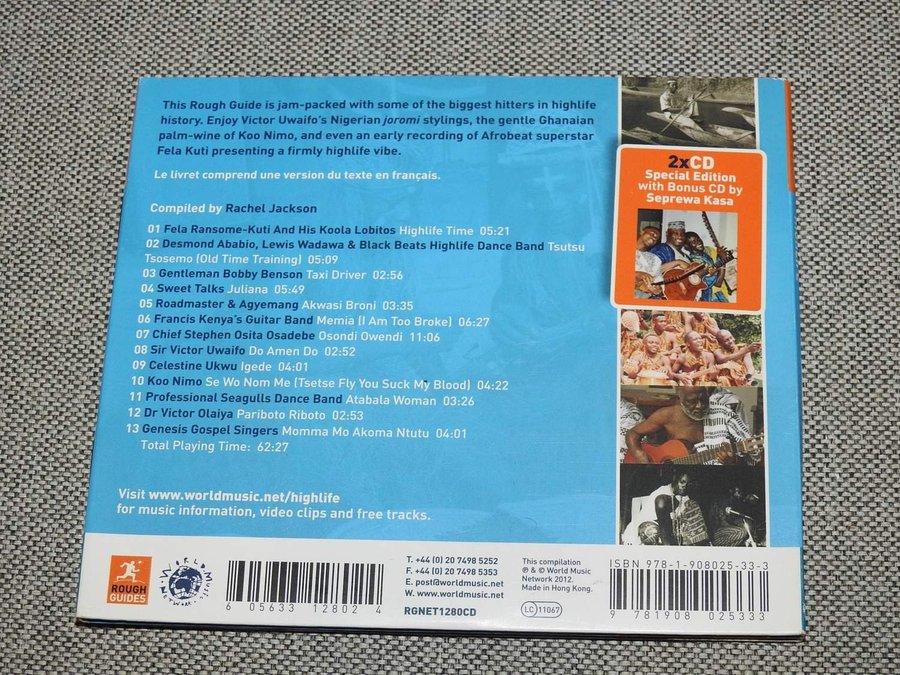 This Rough Guide is jam-packed with some of the biggest hitters in highlife
history. Enjoy Victor Uwaifo's Nigerian joromi stylings, the gentle Ghanaian
palm-wine of Koo Nimo, and even an early recording of Afrobeat superstar
Fela Kuti presenting a firmly highlife vibe.
Le livret comprend une version du texte en français.
Compiled by Rachel Jackson
01 Fela Ransome-Kuti And His Koola Lobitos Highlife Time 05:21
02 Desmond Ababio, Lewis Wadawa & Black Beats Highlife Dance Band Tsutsu
Tsosemo (Old Time Training) 05:09
03 Gentleman Bobby Benson Taxi Driver 02:56
04 Sweet Talks Juliana 05:49
05 Roadmaster & Agyemang Akwasi Broni 03:35
06 Francis Kenya's Guitar Band Memia (I Am Too Broke) 06:27
07 Chief Stephen Osita Osadebe Osondi Owendi 11:06
08 Sir Victor Uwaifo Do Amen Do 02:52
09 Celestine Ukwu Igede 04:01
10 Koo Nimo Se Wo Nom Me (Tsetse Fly You Suck My Blood) 04:22
11 Professional Seagulls Dance Band Atabala Woman 03:26
12 Dr Victor Olaiya Pariboto Riboto 02:53
13 Genesis Gospel Singers Momma Mo Akoma Ntutu 04:01
Total Playing Time: 62:27
Visit www.worldmusic.net/highlife
for music information, video clips and free tracks.
2xCD
Special Edition
with Bonus CD by
Seprewa Kasa
ROUGH
GUIDES
WORLD MUSIC NETWORK
6 05633 12802 4
T. +44 (0) 20 7498 5252
F. +44 (0) 20 7498 5353
E. post@worldmusic.net
W. www.worldmusic.net
RGNET1280CD
This compilation
℗ & © World Music
Network 2012.
Made in Hong Kong.
LC 11067
ISBN 978-1-908025-33-3
9 781908 025333